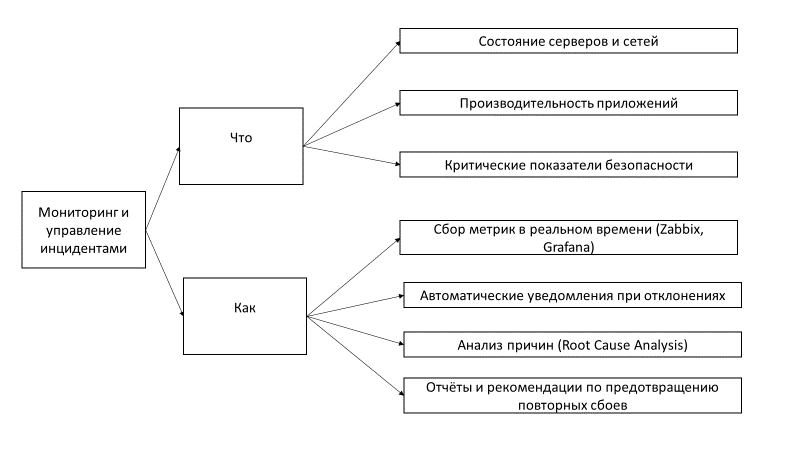 Состояние серверов и сетей
Производительность приложений
Что
Критические показатели безопасности
Мониторинг и
управление
инцидентами
Сбор метрик в реальном времени (Zabbix,
Grafana)
Как
Автоматические уведомления при отклонениях
Анализ причин (Root Cause Analysis)
Отчёты и рекомендации по предотвращению
повторных сбоев